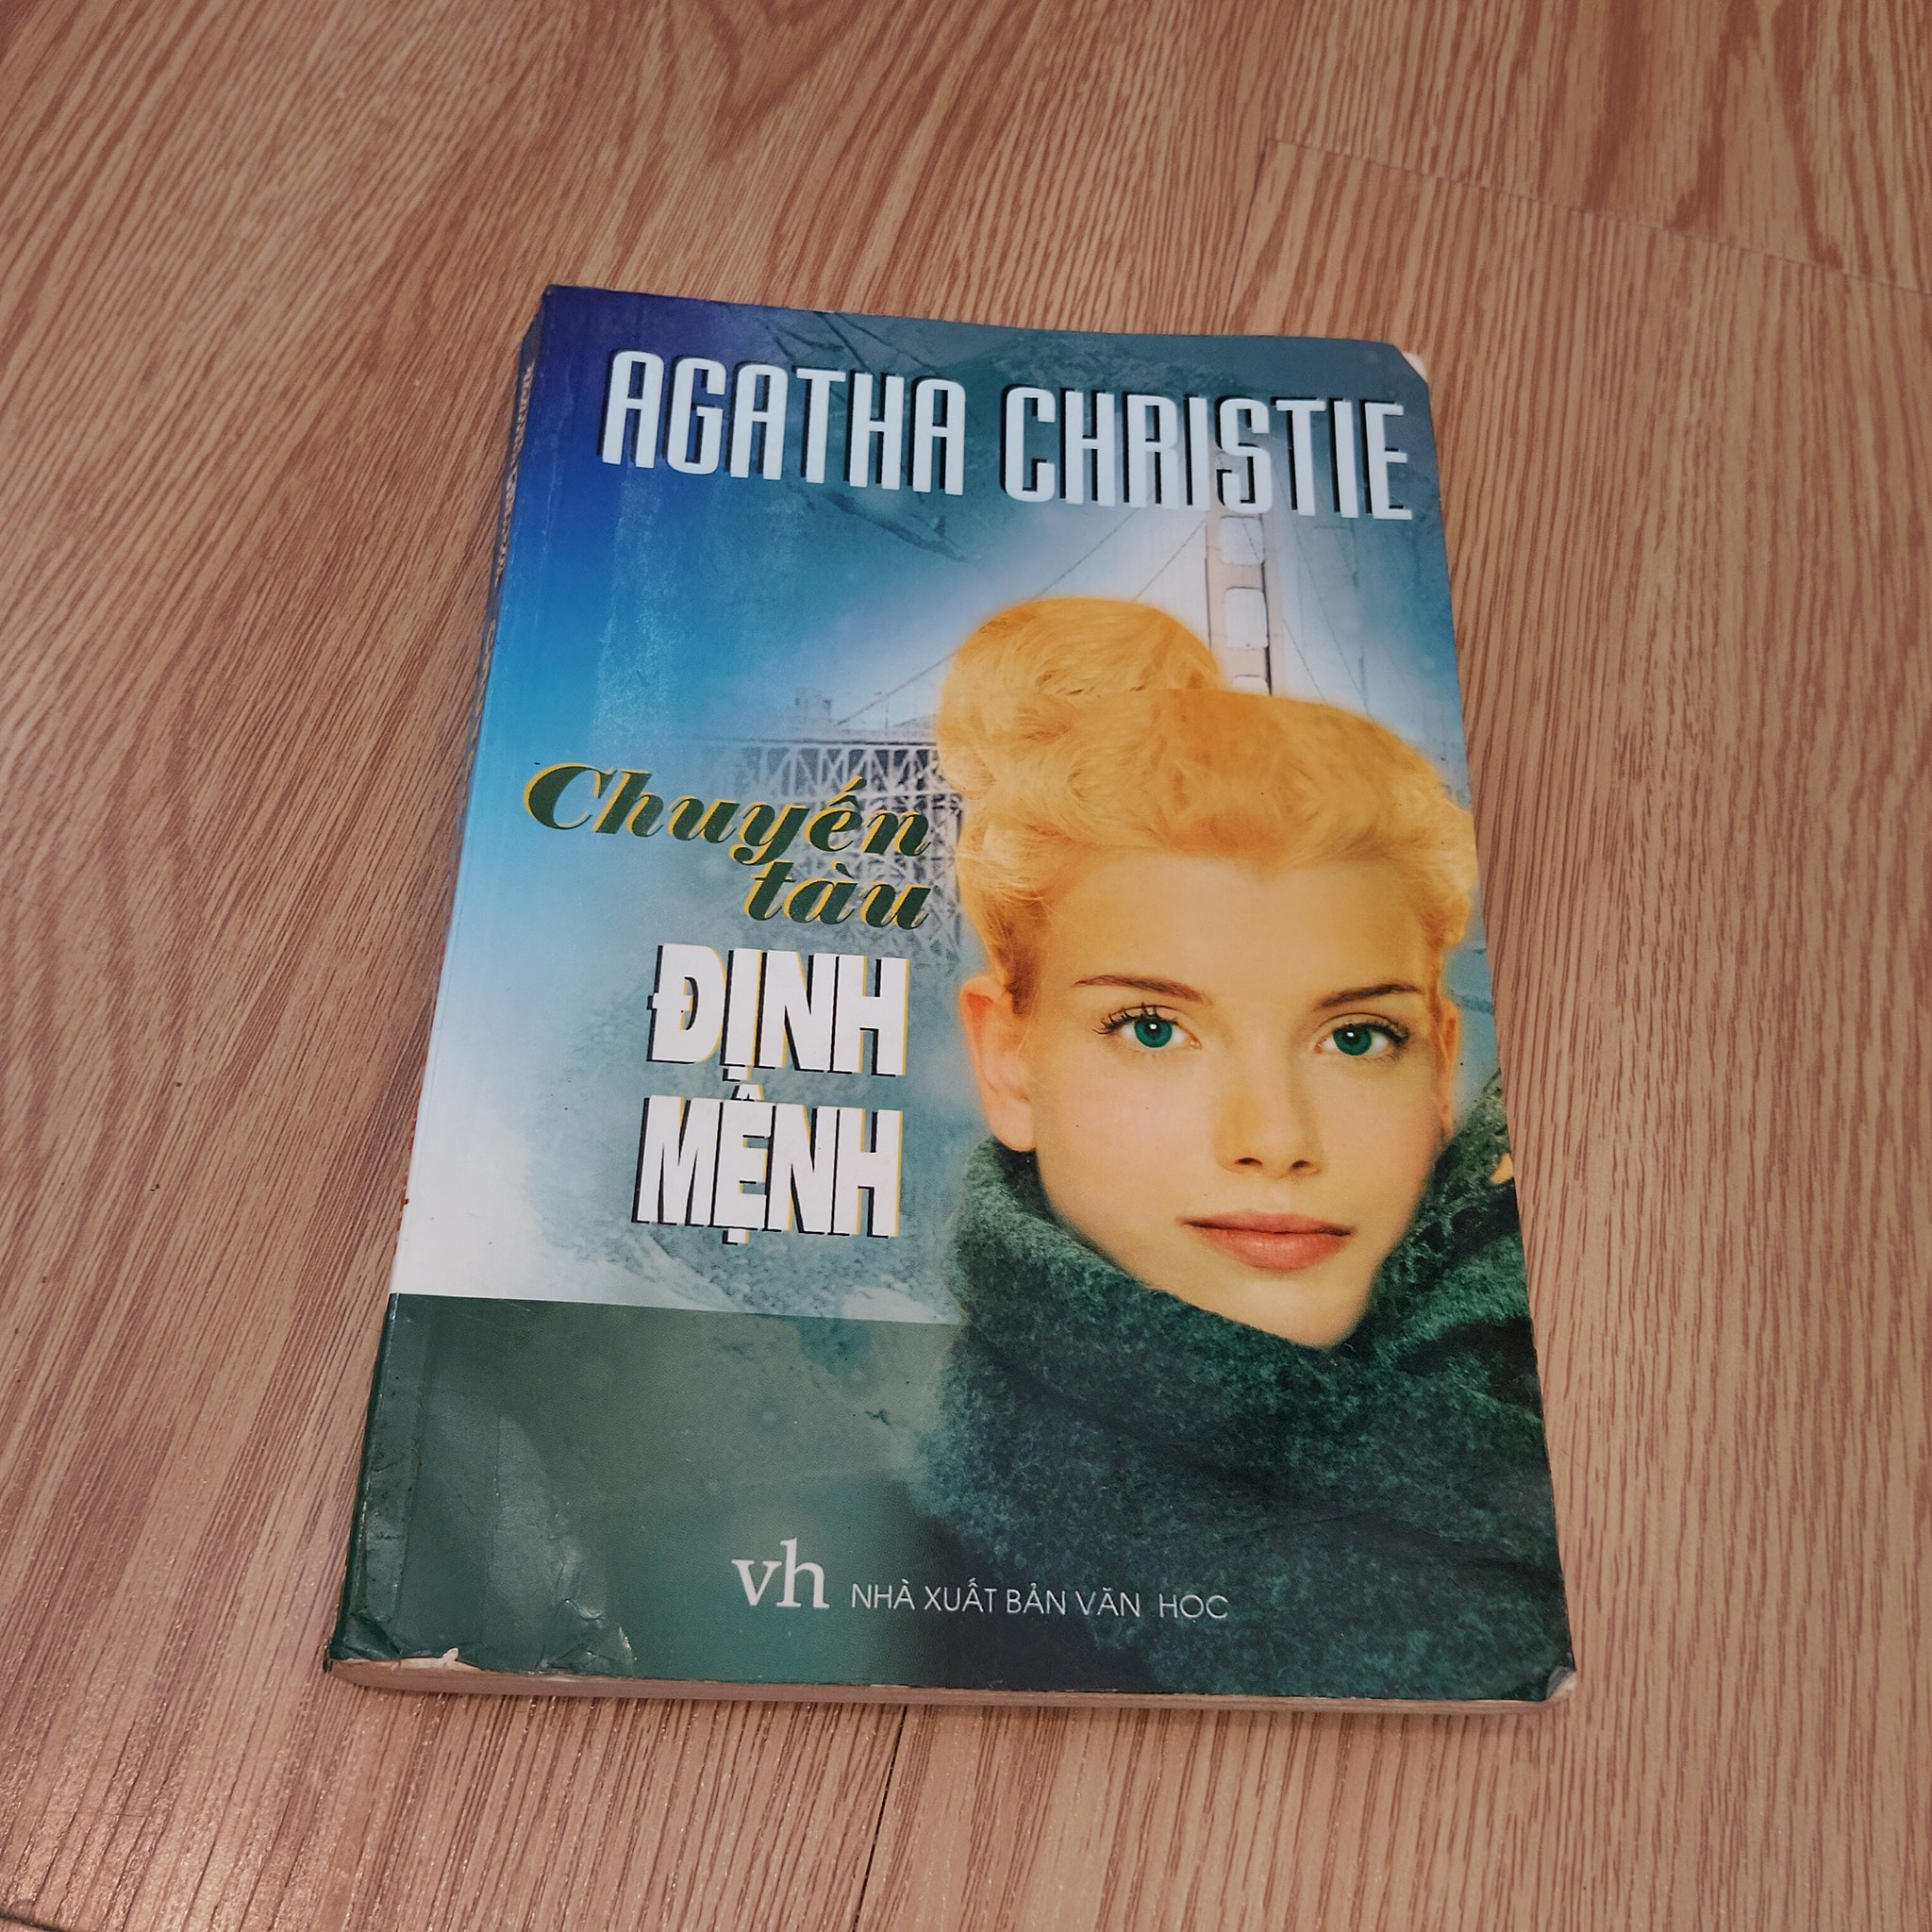 AGATHA CHRISTIE
Chuyến
tàu
ĐỊNH
MỆNH
vh NHÀ XUẤT BẢN VĂN HỌC